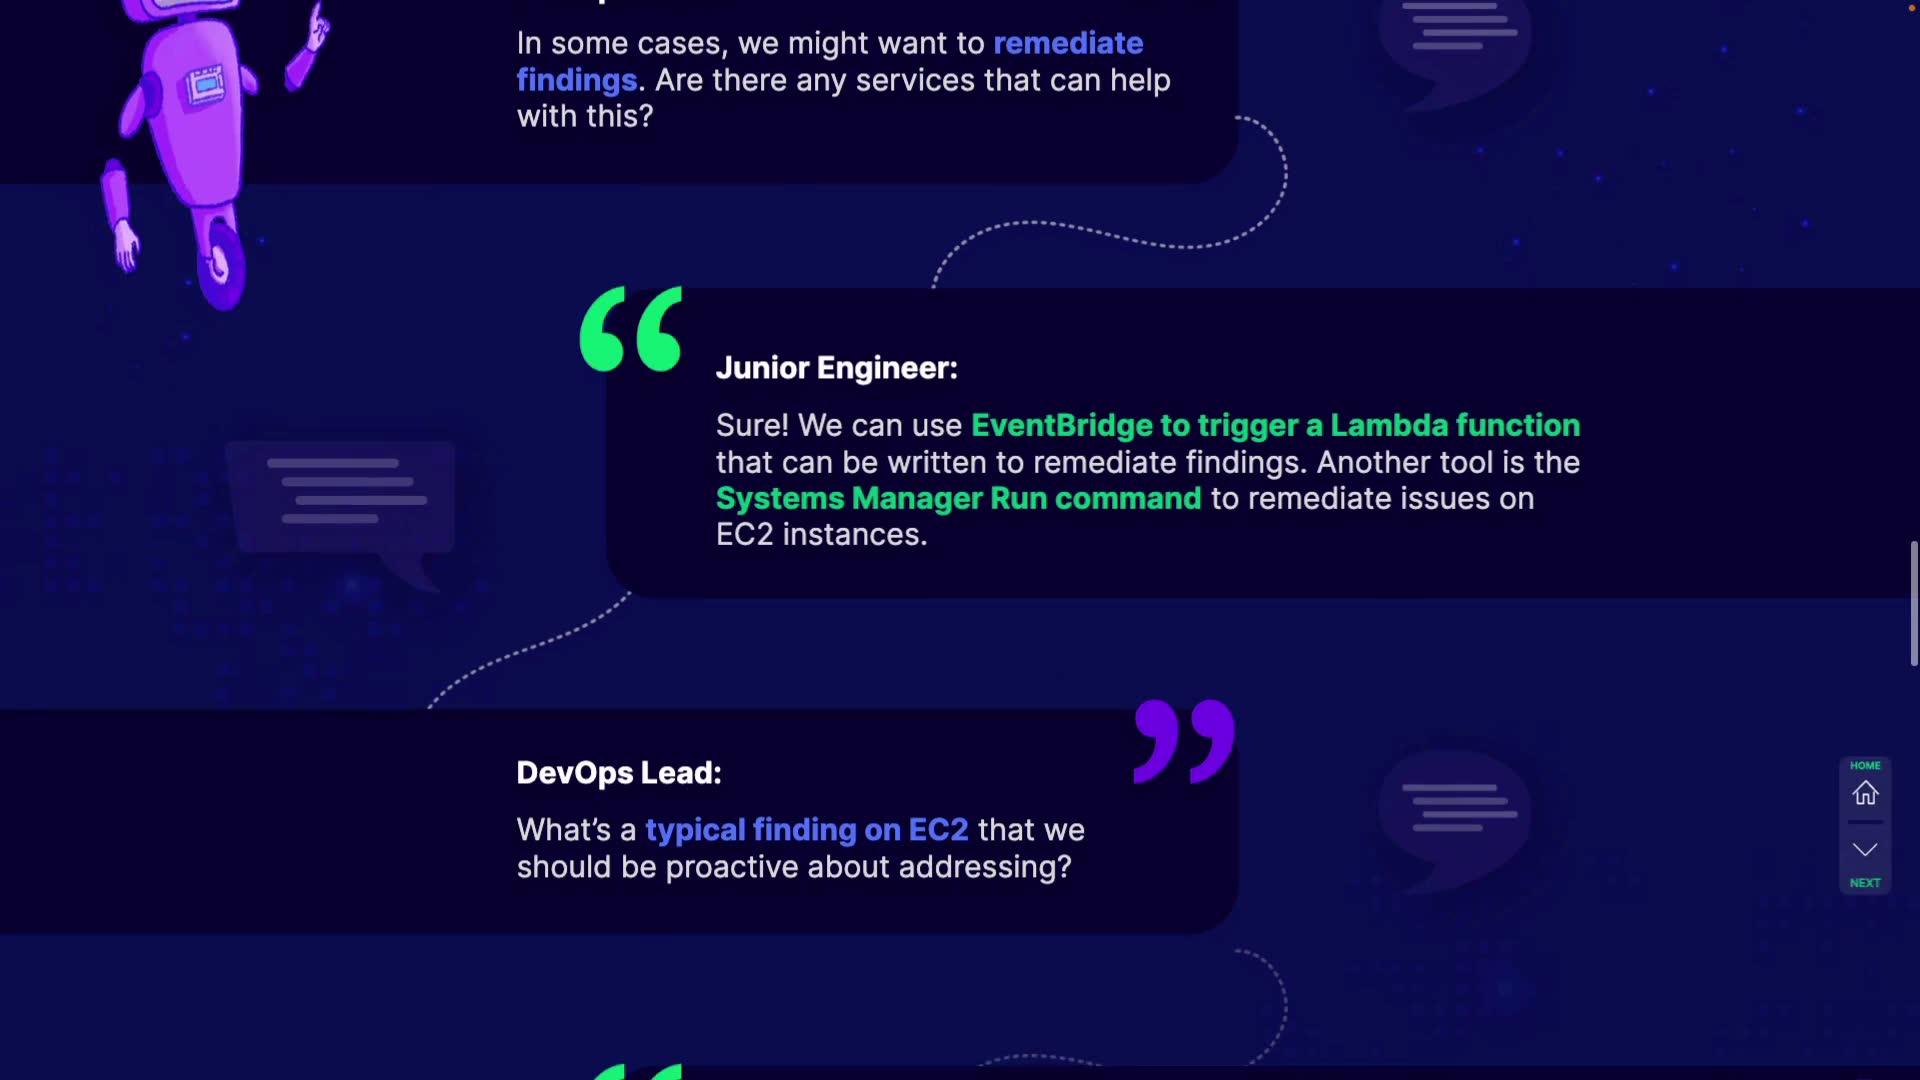 In some cases, we might want to remediate
findings. Are there any services that can help
with this?
Junior Engineer:
Sure! We can use EventBridge to trigger a Lambda function
that can be written to remediate findings. Another tool is the
Systems Manager Run command to remediate issues on
EC2 instances.
DevOps Lead:
What’s a typical finding on EC2 that we
should be proactive about addressing?
HOME
NEXT